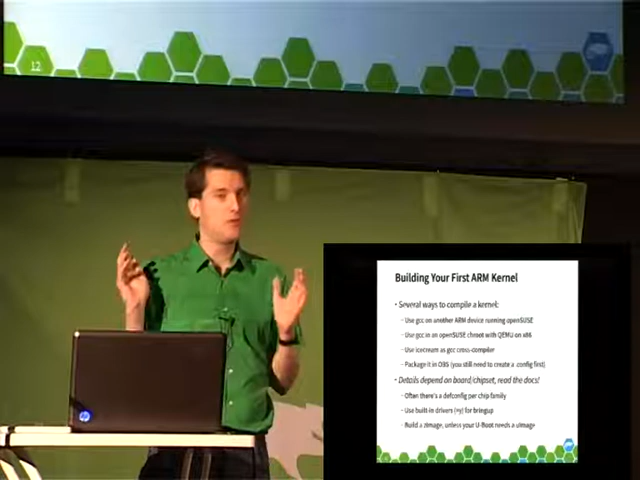 12
Building Your First ARM Kernel
• Several ways to compile a kernel:
- Use gcc on another ARM device running openSUSE
- Use gcc in an openSUSE chroot with QEMU on x86
- Use icecream as gcc cross-compiler
- Package it in OBS (you still need to create a .config first)
• Details depend on board/chipset, read the docs!
- Often there's a defconfig per chip family
- Use built-in drivers (=y) for bringup
- Build a zImage, unless your U-Boot needs a uImage
hp